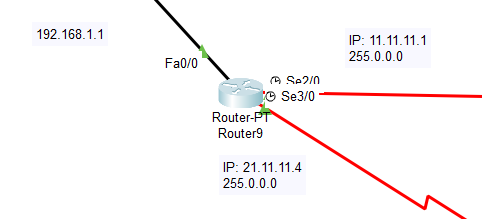 192.168.1.1
IP: 11.11.11.1
255.0.0.0
Fa0/0
Se2/0
Se3/0
Router-PT
Router9
IP: 21.11.11.4
255.0.0.0